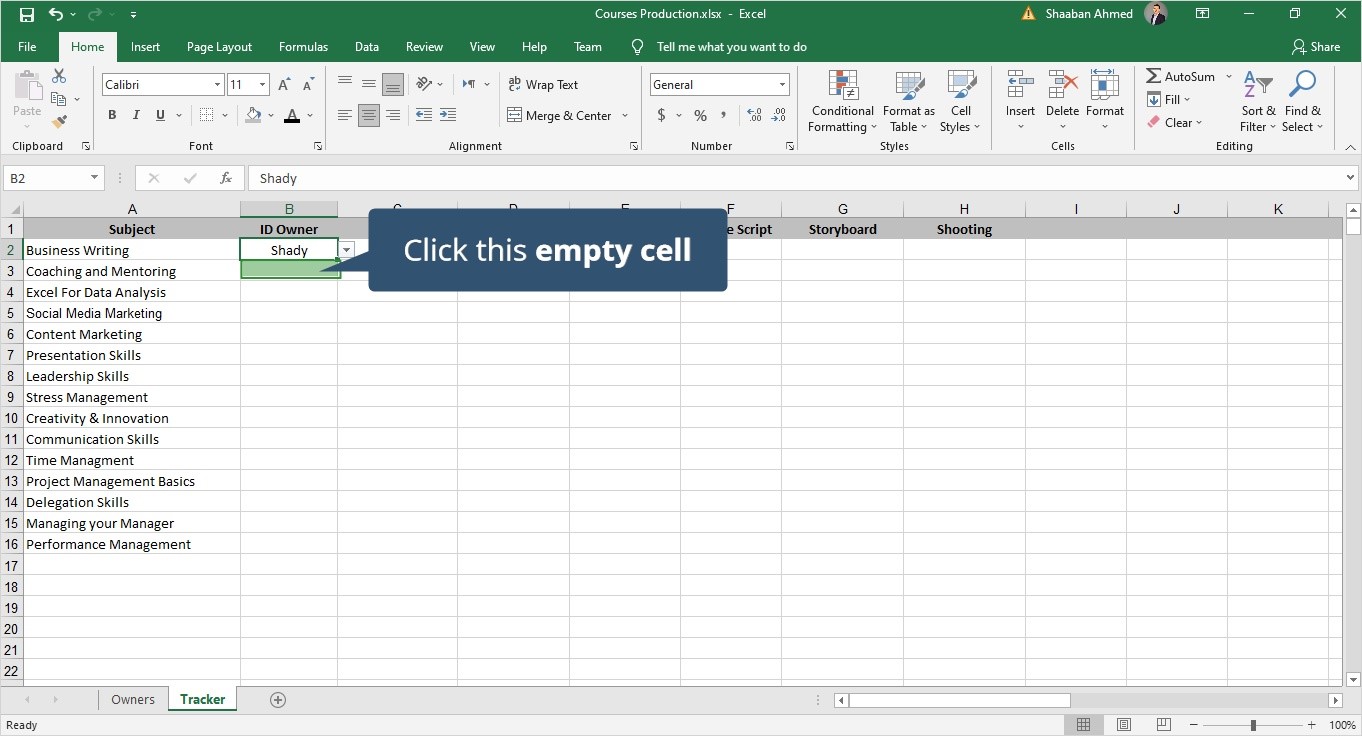 Courses Production.xlsx - Excel
Shaaban Ahmed
File Home Insert Page Layout Formulas Data Review View Help Team Tell me what you want to do Share
Paste
Calibri 11
ab Wrap Text
General
Conditional Formatting
Format as Table
Cell Styles
Insert Delete Format
AutoSum
Fill
Clear
Sort & Filter
Find & Select
B I U A
Merge & Center
$ % ,
Clipboard Font Alignment Number Styles Cells Editing
B2 fx Shady
A B C D E F G H I J K
1 Subject ID Owner Script Storyboard Shooting
2 Business Writing Shady
Click this empty cell
3 Coaching and Mentoring
4 Excel For Data Analysis
5 Social Media Marketing
6 Content Marketing
7 Presentation Skills
8 Leadership Skills
9 Stress Management
10 Creativity & Innovation
11 Communication Skills
12 Time Managment
13 Project Management Basics
14 Delegation Skills
15 Managing your Manager
16 Performance Management
17
18
19
20
21
22
Owners Tracker
Ready
100%